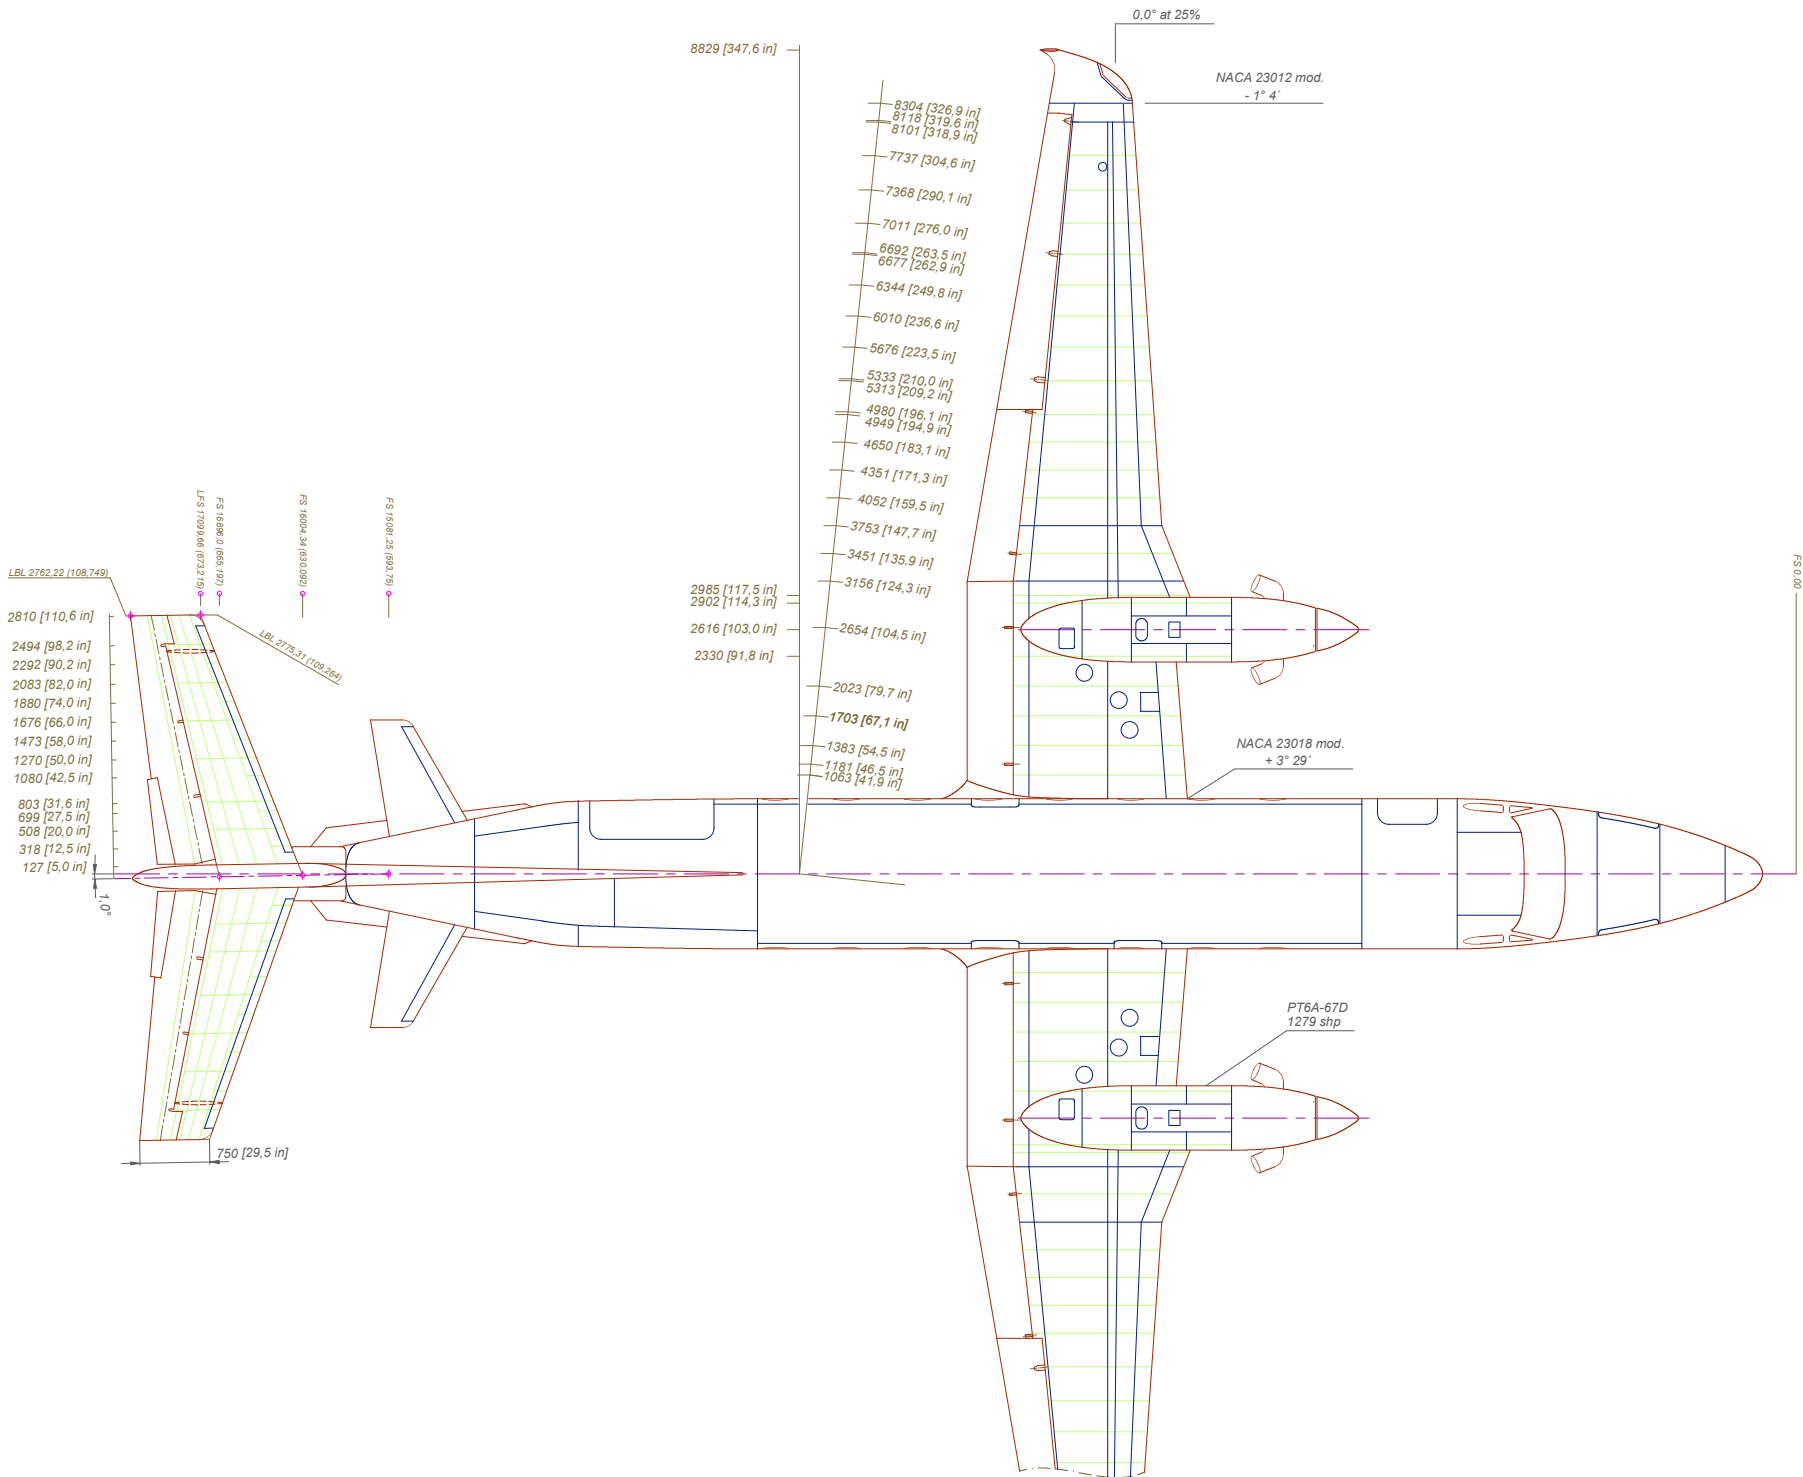 0,0° at 25%
8829 [347,6 in]
NACA 23012 mod.
- 1° 4´
8304 [326,9 in]
8118 [319,6 in]
8101 [318,9 in]
7737 [304,6 in]
7368 [290,1 in]
7011 [276,0 in]
6692 [263,5 in]
6677 [262,9 in]
6344 [249,8 in]
6010 [236,6 in]
5676 [223,5 in]
5333 [210,0 in]
5313 [209,2 in]
4980 [196,1 in]
4949 [194,9 in]
4650 [183,1 in]
4351 [171,3 in]
4052 [159,5 in]
3753 [147,7 in]
3451 [135,9 in]
3156 [124,3 in]
2654 [104,5 in]
2023 [79,7 in]
1703 [67,1 in]
1383 [54,5 in]
1181 [46,5 in]
1063 [41,9 in]
2985 [117,5 in]
2902 [114,3 in]
2616 [103,0 in]
2330 [91,8 in]
LFS 17099,66 (673,215)
FS 16896,0 (665,197)
FS 16004,34 (630,092)
FS 15081,25 (593,75)
FS 0,00
LBL 2762,22 (108,749)
LBL 2775,31 (109,264)
2810 [110,6 in]
2494 [98,2 in]
2292 [90,2 in]
2083 [82,0 in]
1880 [74,0 in]
1676 [66,0 in]
1473 [58,0 in]
1270 [50,0 in]
1080 [42,5 in]
803 [31,6 in]
699 [27,5 in]
508 [20,0 in]
318 [12,5 in]
127 [5,0 in]
1,0°
NACA 23018 mod.
+ 3° 29´
PT6A-67D
1279 shp
750 [29,5 in]